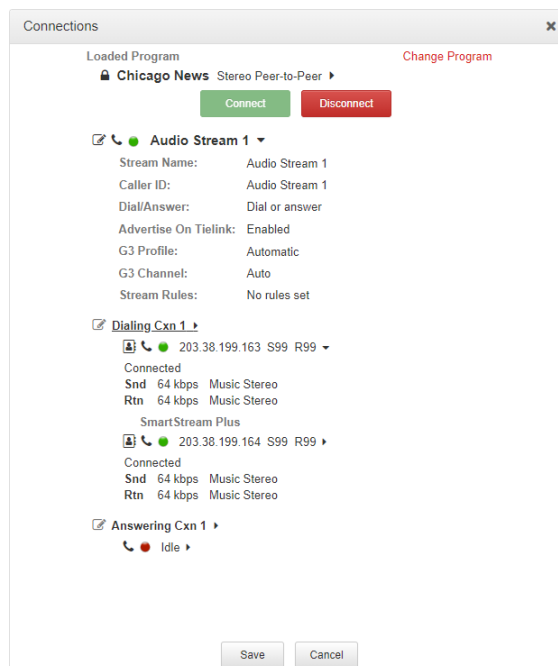 Connections
Loaded Program Change Program
Chicago News Stereo Peer-to-Peer
Connect Disconnect
Audio Stream 1
Stream Name: Audio Stream 1
Caller ID: Audio Stream 1
Dial/Answer: Dial or answer
Advertise On Tielink: Enabled
G3 Profile: Automatic
G3 Channel: Auto
Stream Rules: No rules set
Dialing Cxn 1
203.38.199.163 S99 R99
Connected
Snd 64 kbps Music Stereo
Rtn 64 kbps Music Stereo
SmartStream Plus
203.38.199.164 S99 R99
Connected
Snd 64 kbps Music Stereo
Rtn 64 kbps Music Stereo
Answering Cxn 1
Idle
Save Cancel